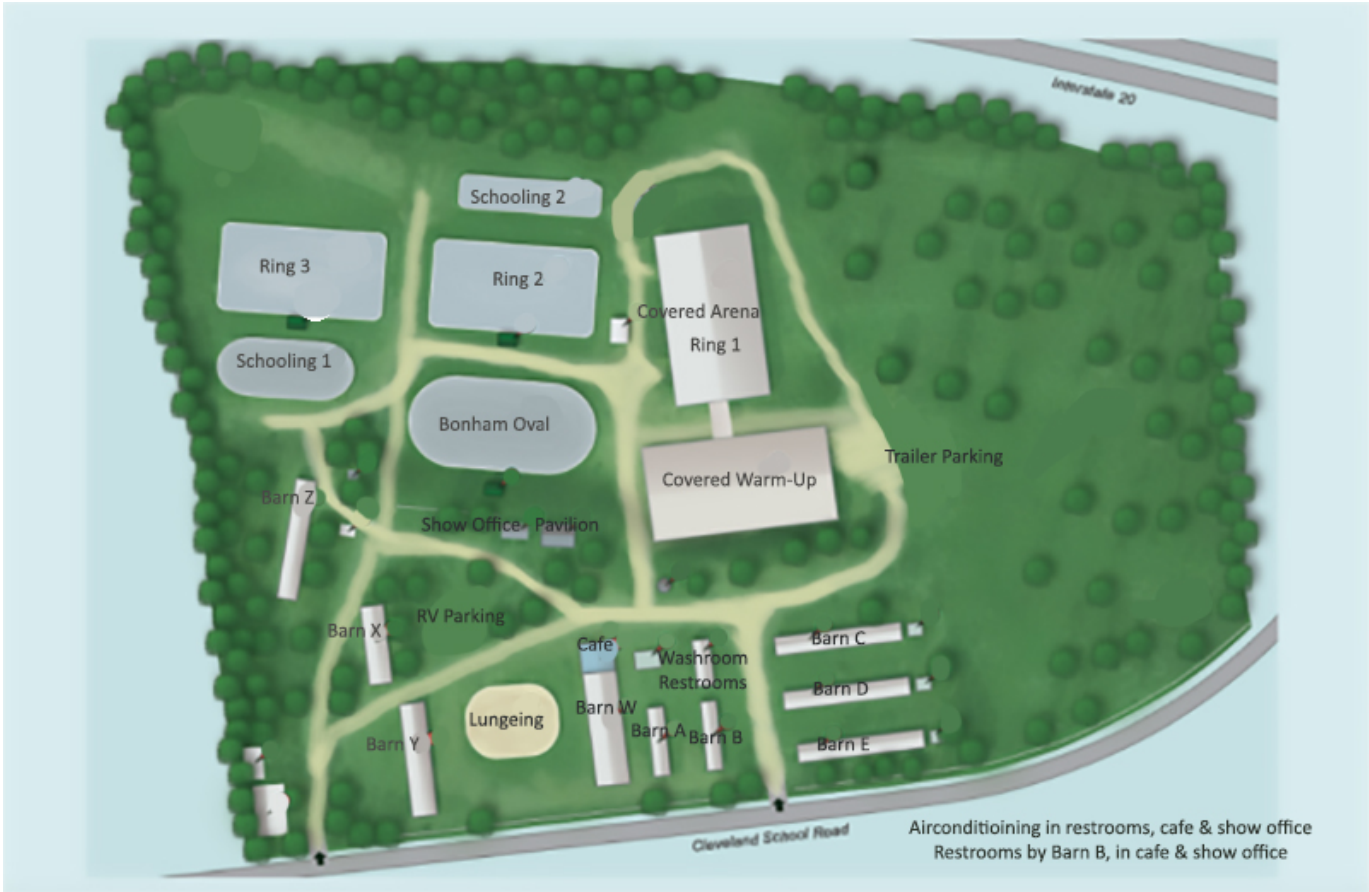 Interstate 20
Schooling 2
Ring 3
Ring 2
Covered Arena
Ring 1
Schooling 1
Bonham Oval
Trailer Parking
Covered Warm-Up
Barn Z
Show Office
Pavilion
RV Parking
Barn X
Barn C
Cafe
Washroom
Restrooms
Barn D
Barn W
Lungeing
Barn A
Barn B
Barn Y
Barn E
Cleveland School Road
Airconditioining in restrooms, cafe & show office
Restrooms by Barn B, in cafe & show office